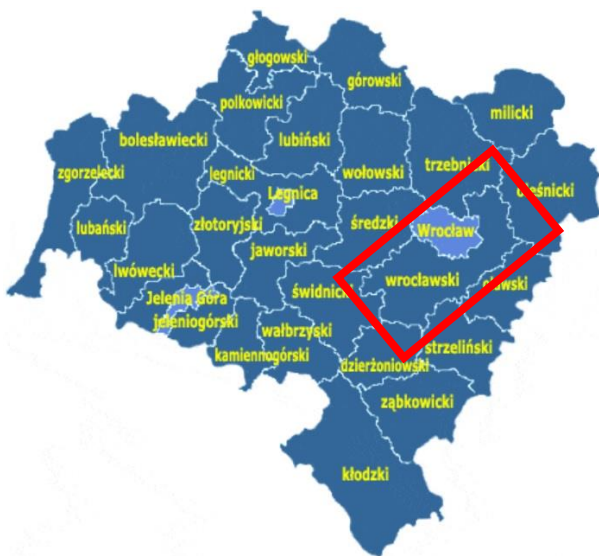 głogowski
górowski
polkowicki
milicki
bolesławiecki
lubiński
trzebnicki
zgorzelecki
legnicki
wołowski
oleśnicki
Legnica
lubański
złotoryjski
średzki
Wrocław
jaworski
lwówecki
wrocławski
oławski
świdnicki
Jelenia Góra
jeleniogórski
wałbrzyski
strzeliński
kamiennogórski
dzierżoniowski
ząbkowicki
kłodzki